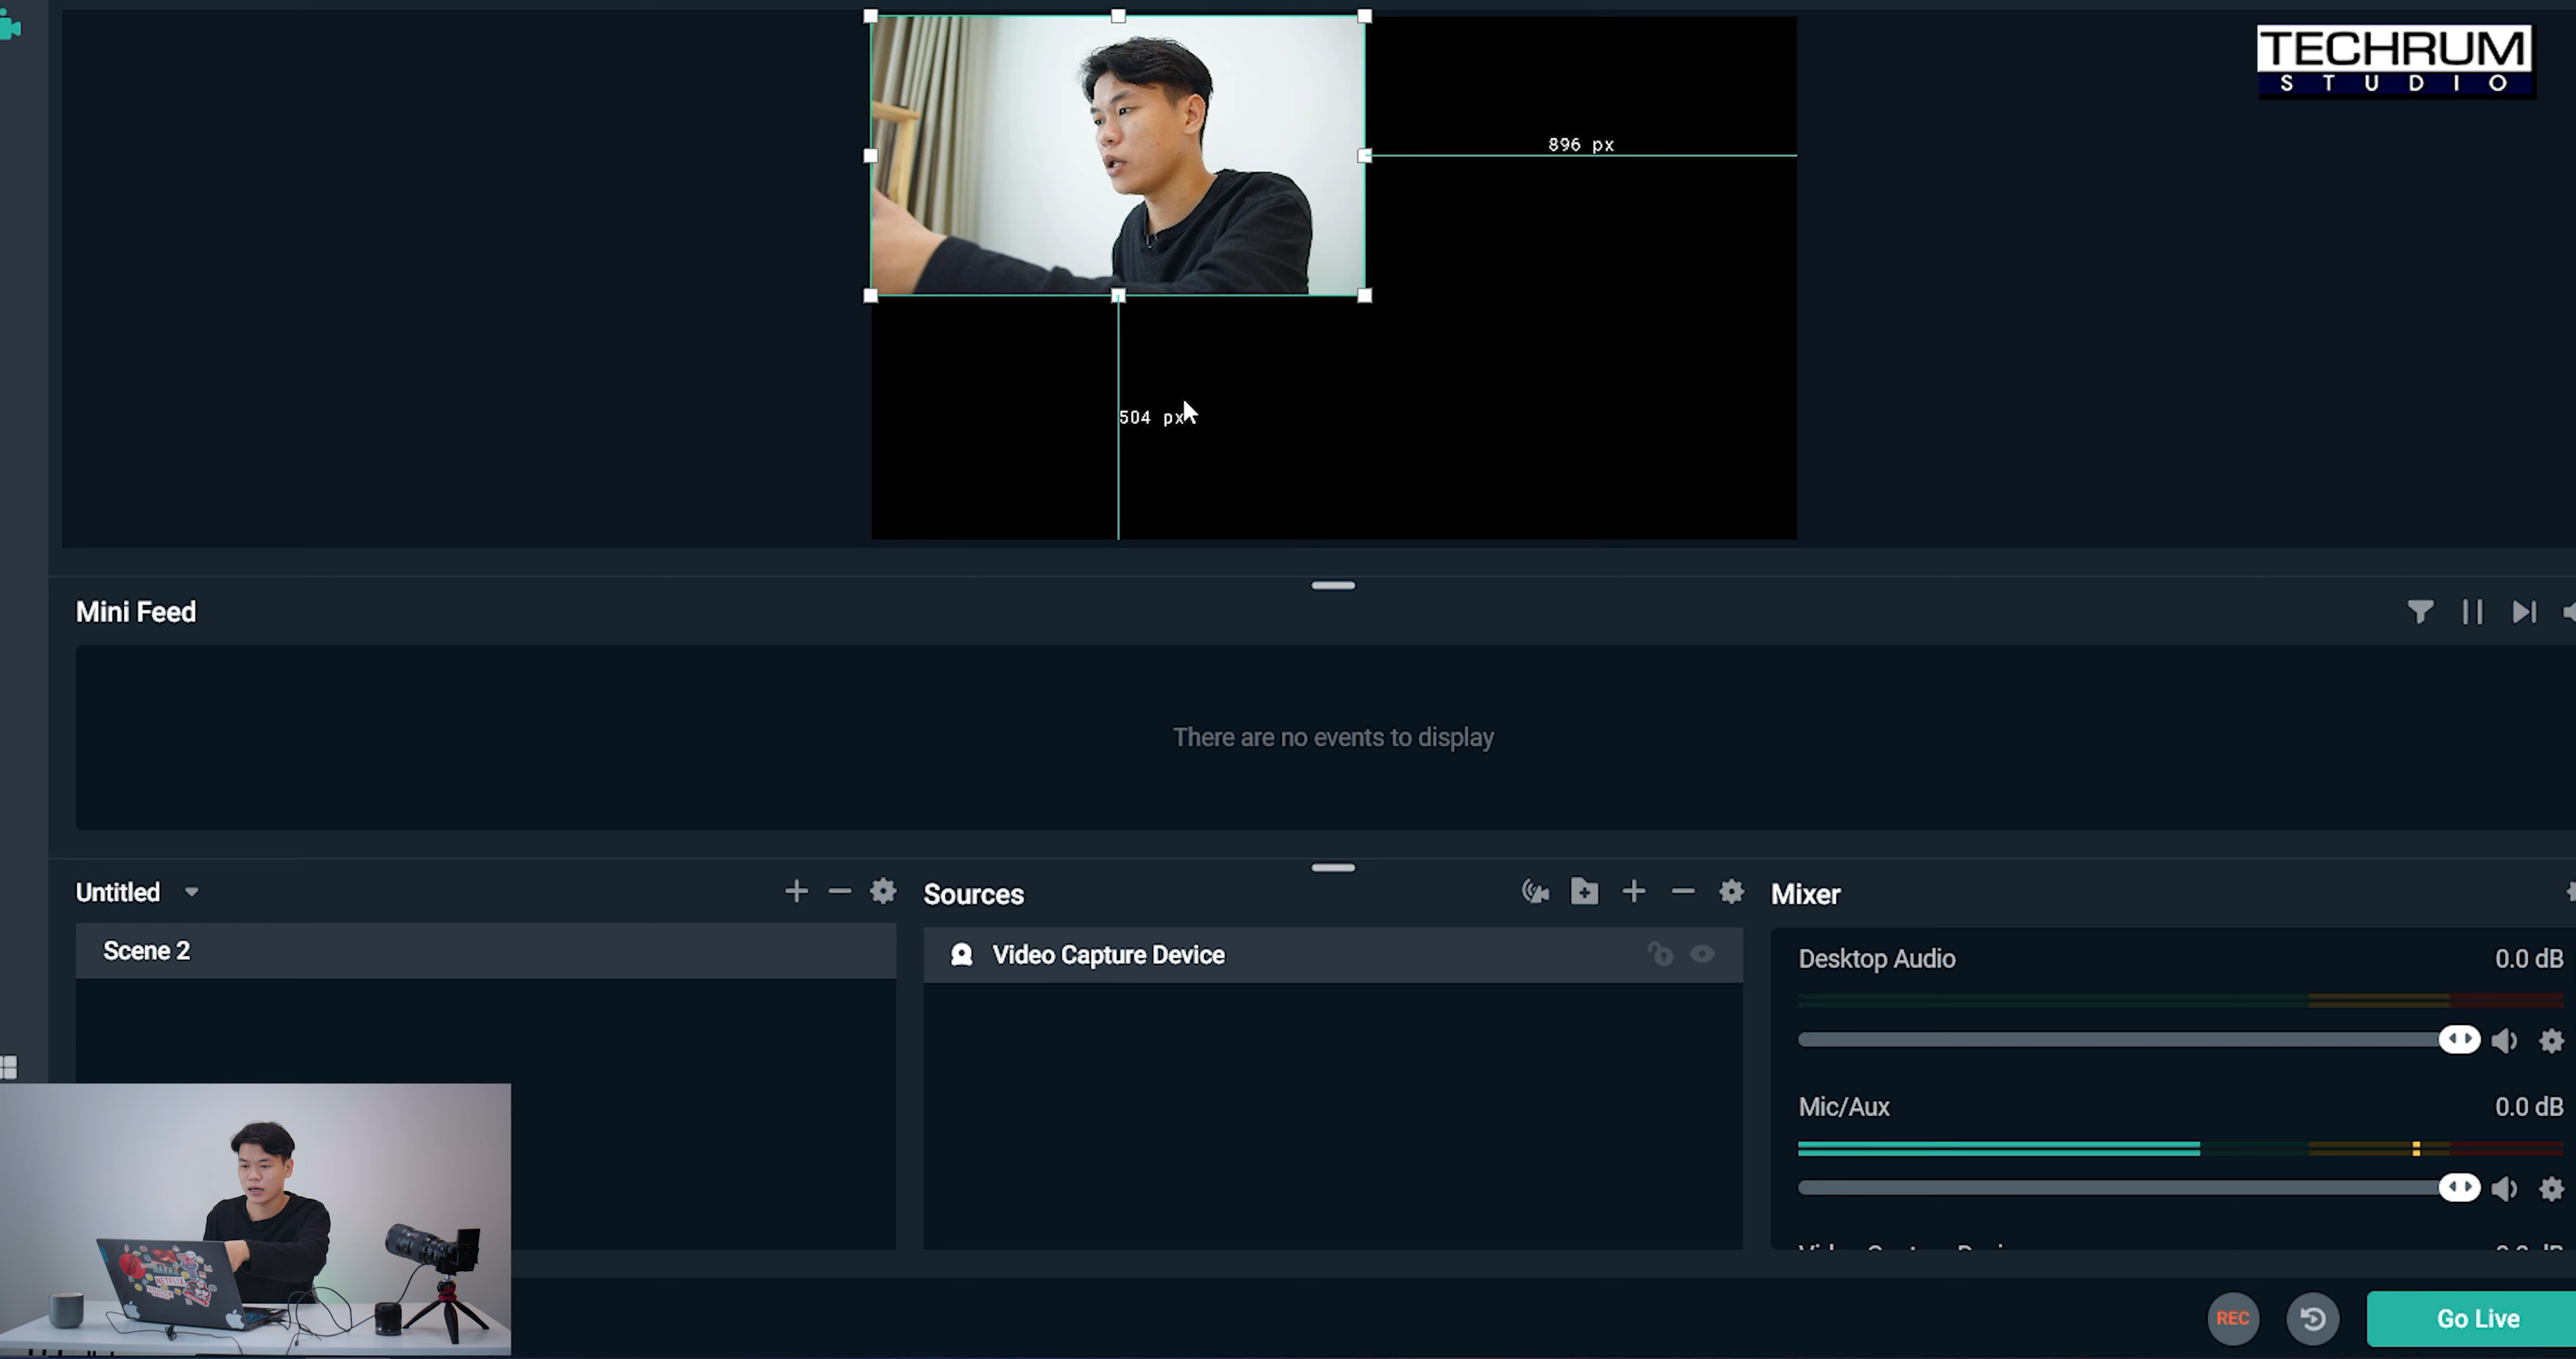 TECHRUM
STUDIO
896 px
504 px
Mini Feed
There are no events to display
Untitled
Sources
Mixer
Scene 2
Video Capture Device
Desktop Audio
0.0 dB
Mic/Aux
0.0 dB
NETFLIX
REC
Go Live